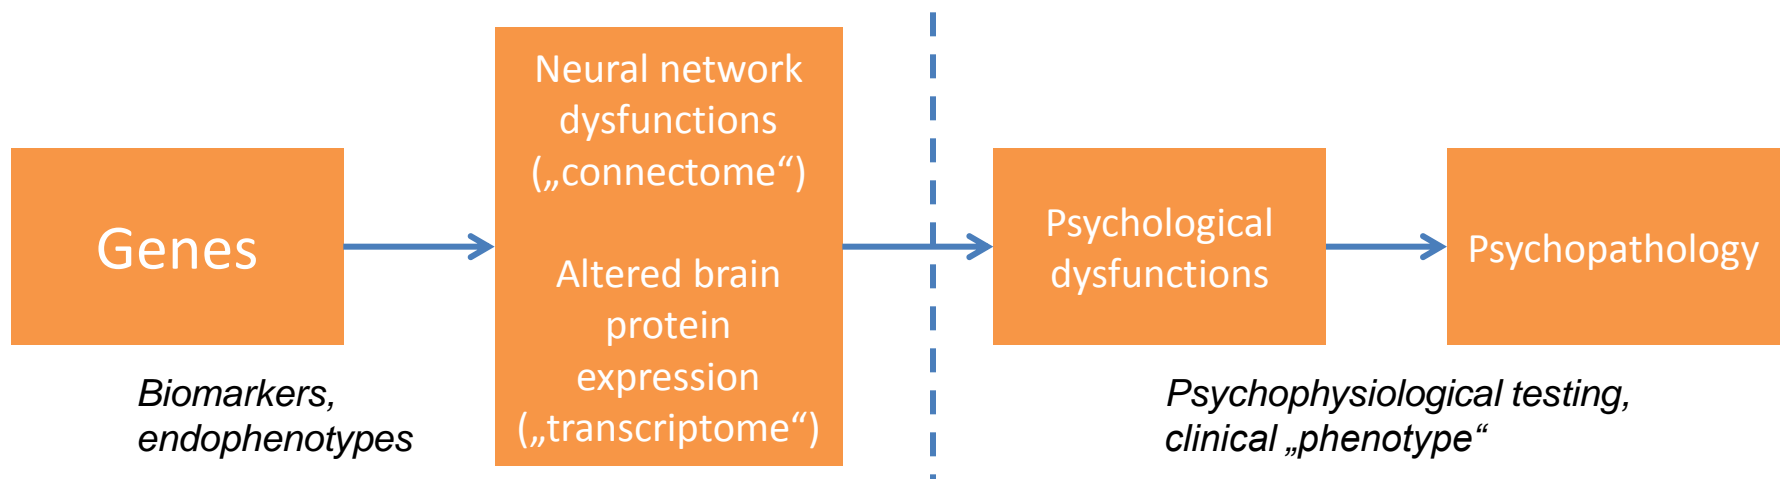 Genes
Biomarkers,
endophenotypes
Neural network
dysfunctions
(„connectome“)
Altered brain
protein
expression
(„transcriptome“)
Psychological
dysfunctions
Psychopathology
Psychophysiological testing,
clinical „phenotype“